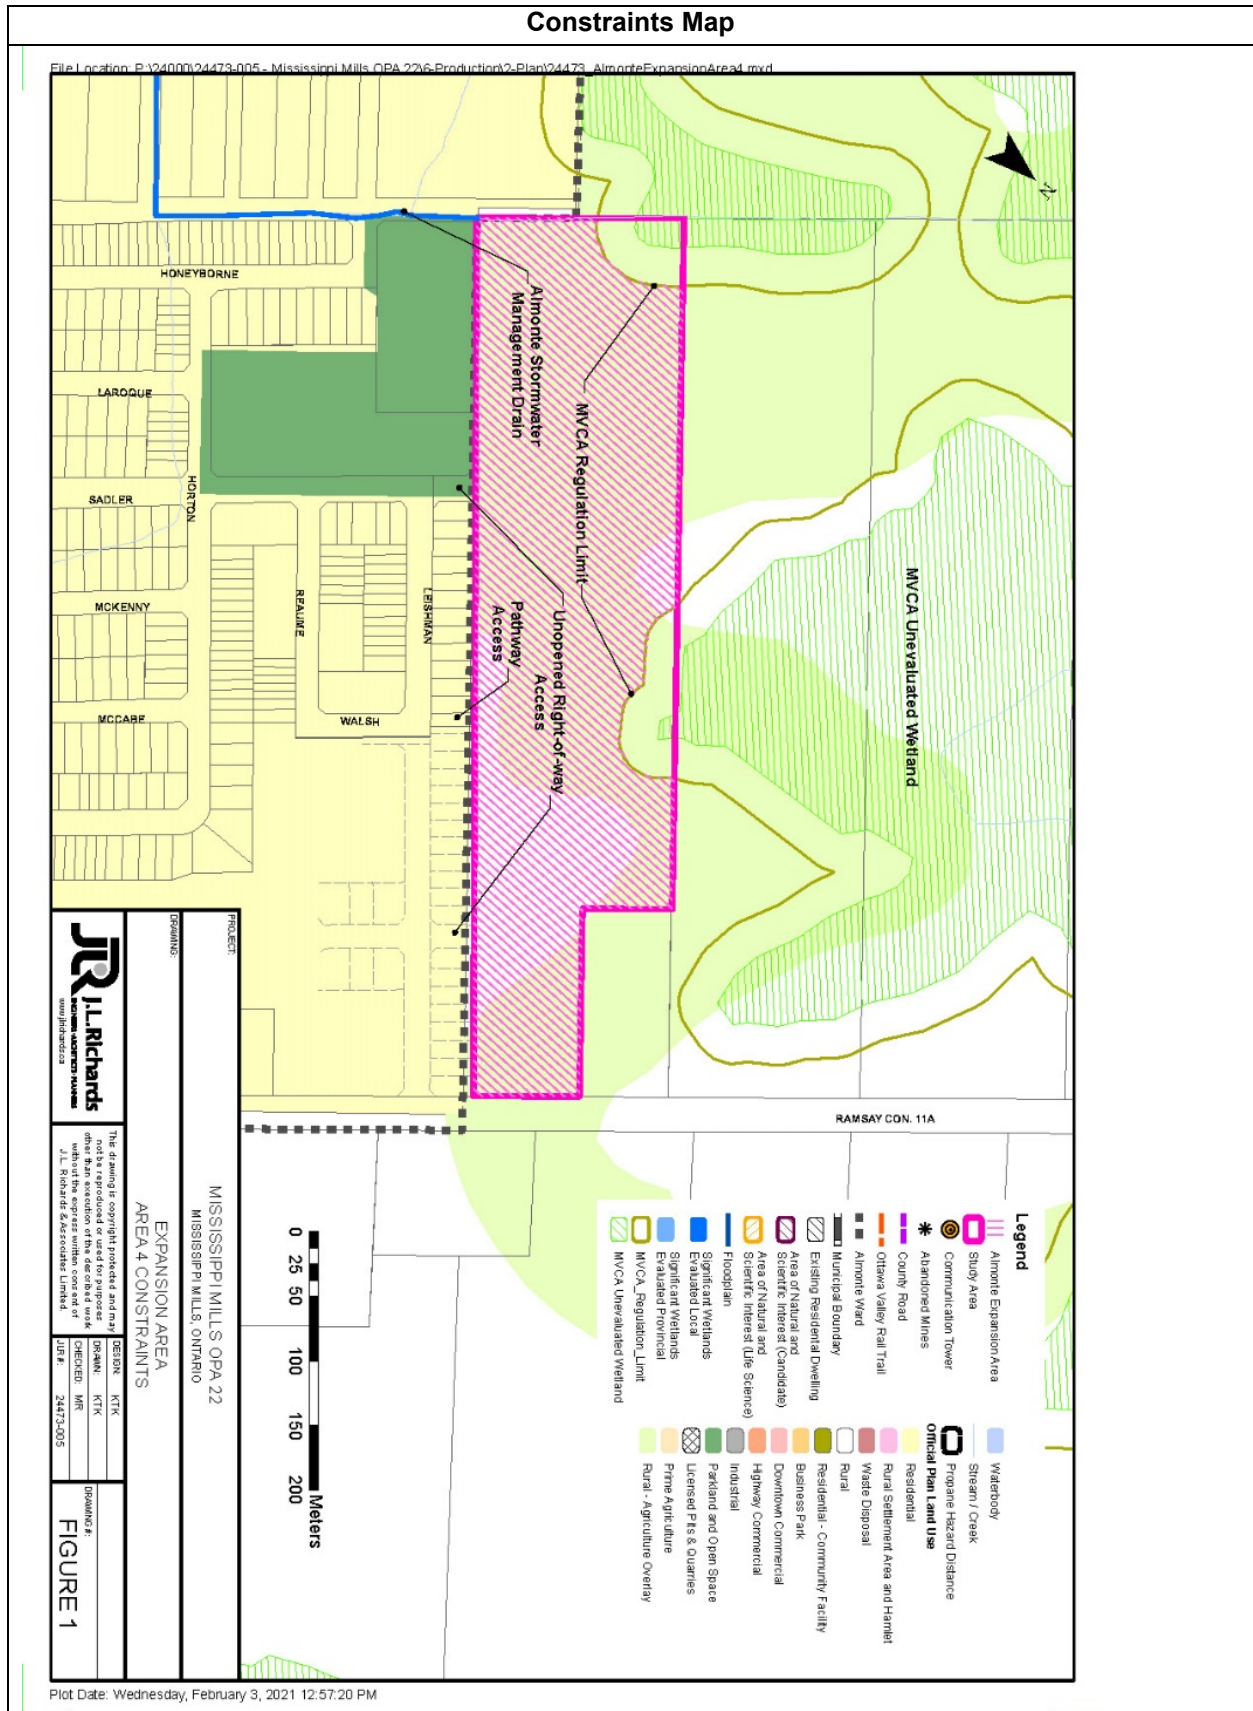 Constraints Map
File Location: P:\24000\24473-005 - Mississippi Mills OPA 22\6-Production\2-Plan\24473_AlmonteExpansionArea4.mxd
N
HONEYBORNE
LAROQUE
SADLER
HORTON
MCKENNY
REAUME
LEISHMAN
MCCABE
WALSH
Almonte Stormwater
Management Drain
MVCA Regulation Limit
Unopened Right-of-way
Access
Pathway
Access
MVCA Unevaluated Wetland
RAMSAY CON. 11A
Legend
Almonte Expansion Area
Study Area
Communication Tower
Abandoned Mines
County Road
Ottawa Valley Rail Trail
Almonte Ward
Municipal Boundary
Existing Residential Dwelling
Area of Natural and
Scientific Interest (Candidate)
Area of Natural and
Scientific Interest (Life Science)
Floodplain
Significant Wetlands
Evaluated Local
Significant Wetlands
Evaluated Provincial
MVCA_Regulation_Limit
MVCA Unevaluated Wetland
Waterbody
Stream / Creek
Propane Hazard Distance
Official Plan Land Use
Residential
Rural Settlement Area and Hamlet
Waste Disposal
Rural
Residential - Community Facility
Business Park
Downtown Commercial
Highway Commercial
Industrial
Parkland and Open Space
Licensed Pits & Quarries
Prime Agriculture
Rural - Agriculture Overlay
0 25 50 100 150 200
Meters
PROJECT:
MISSISSIPPI MILLS OPA 22
MISSISSIPPI MILLS, ONTARIO
DRAWING:
EXPANSION AREA
AREA 4 CONSTRAINTS
JLR J.L.Richards
ENGINEERS·ARCHITECTS·PLANNERS
www.jlrichards.ca
This drawing is copyright protected and may
not be reproduced or used for purposes
other than execution of the described work
without the express written consent of
J.L. Richards & Associates Limited.
DESIGN: KTK
DRAWN: KTK
CHECKED: MR
JLR #: 24473-005
DRAWING #:
FIGURE 1
Plot Date: Wednesday, February 3, 2021 12:57:20 PM